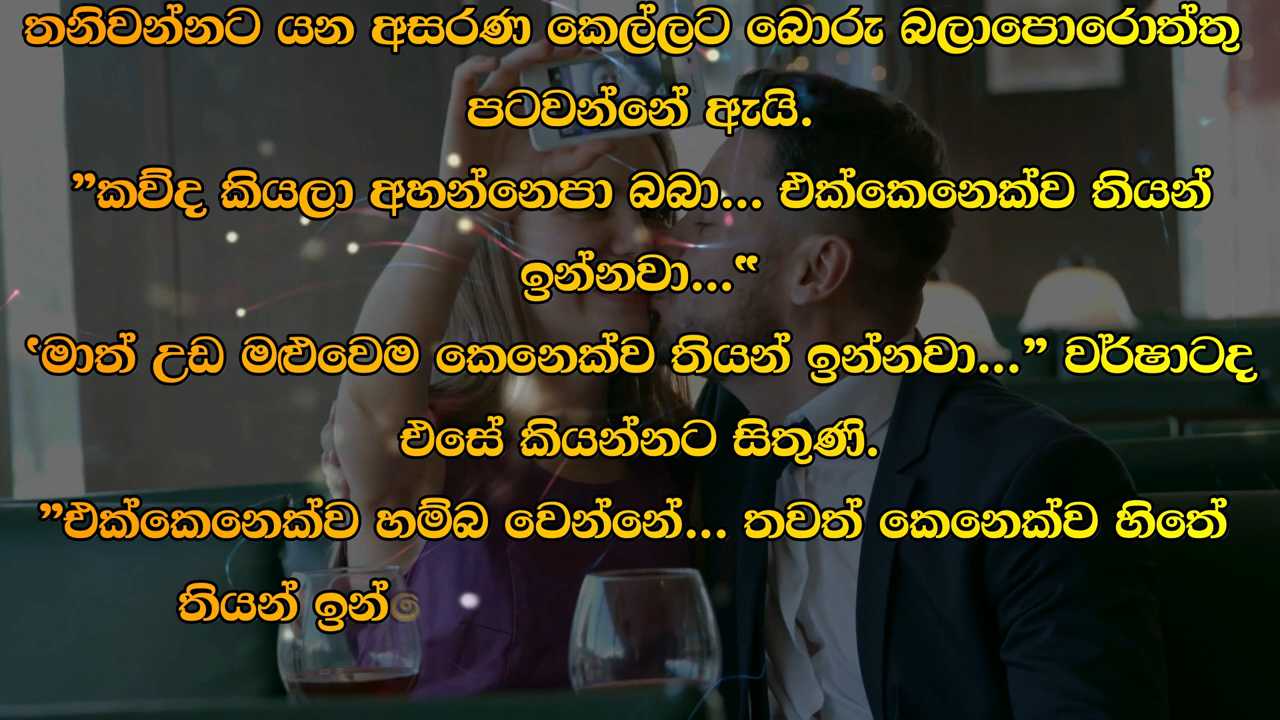 තනිවන්නට යන අසරණ කෙල්ලට බොරු බලාපොරොත්තු
පටවන්නේ ඇයි.
”කව්ද කියලා අහන්නෙපා බබා... එක්කෙනෙක්ව තියන්
ඉන්නවා...“
‛මාත් උඩ මළුවෙම කෙනෙක්ව තියන් ඉන්නවා...” වර්ෂාටද
එසේ කියන්නට සිතුණි.
”එක්කෙනෙක්ව හම්බ වෙන්නේ... තවත් කෙනෙක්ව හිතේ
තියන් ඉන්